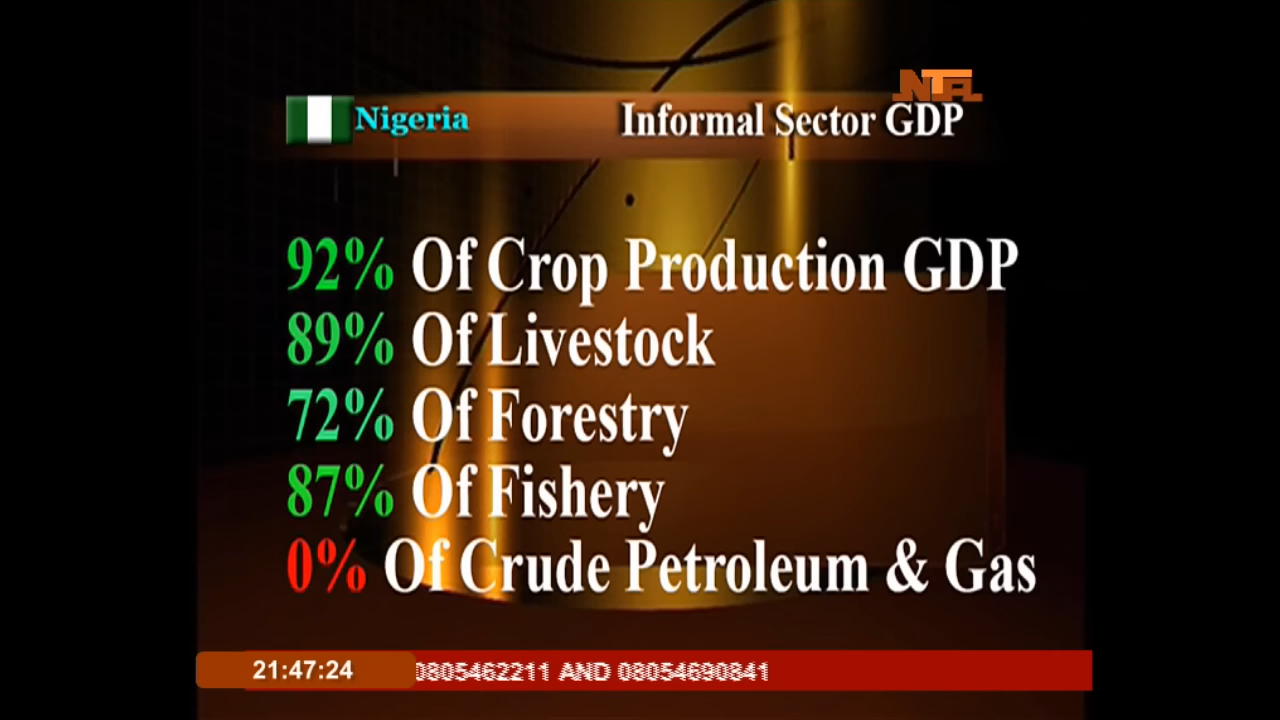 NTA
Nigeria
Informal Sector GDP
92% Of Crop Production GDP
89% Of Livestock
72% Of Forestry
87% Of Fishery
0% Of Crude Petroleum & Gas
21:47:24
0805462211 AND 08054690841